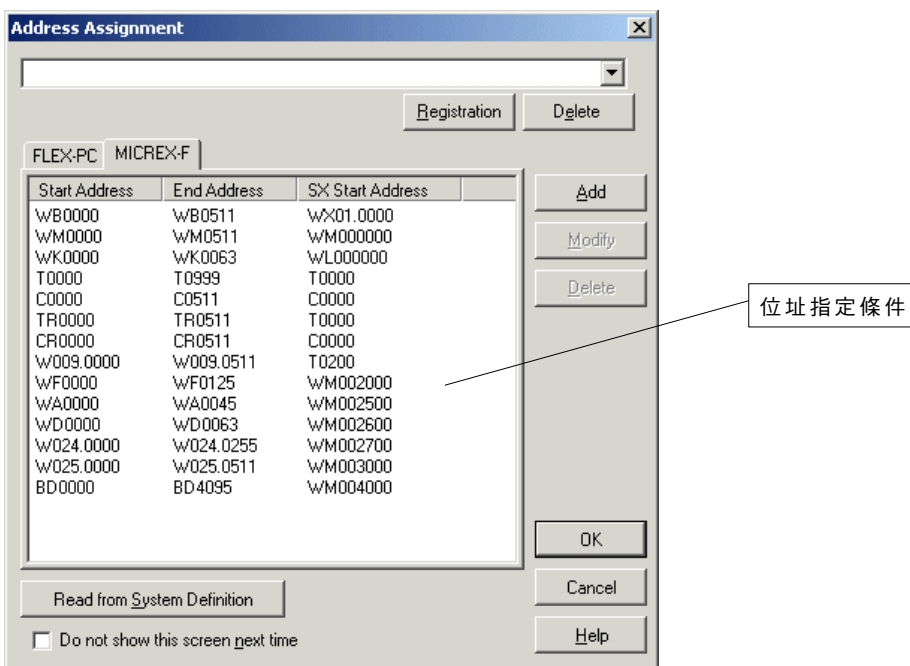 Address Assignment
Registration Delete
FLEX-PC MICREX-F
Start Address End Address SX Start Address
WB0000 WB0511 WX01.0000
WM0000 WM0511 WM000000
WK0000 WK0063 WL000000
T0000 T0999 T0000
C0000 C0511 C0000
TR0000 TR0511 T0000
CR0000 CR0511 C0000
W009.0000 W009.0511 T0200
WF0000 WF0125 WM002000
WA0000 WA0045 WM002500
WD0000 WD0063 WM002600
W024.0000 W024.0255 WM002700
W025.0000 W025.0511 WM003000
BD0000 BD4095 WM004000
Add
Modify
Delete
位址指定條件
OK
Cancel
Help
Read from System Definition
Do not show this screen next time